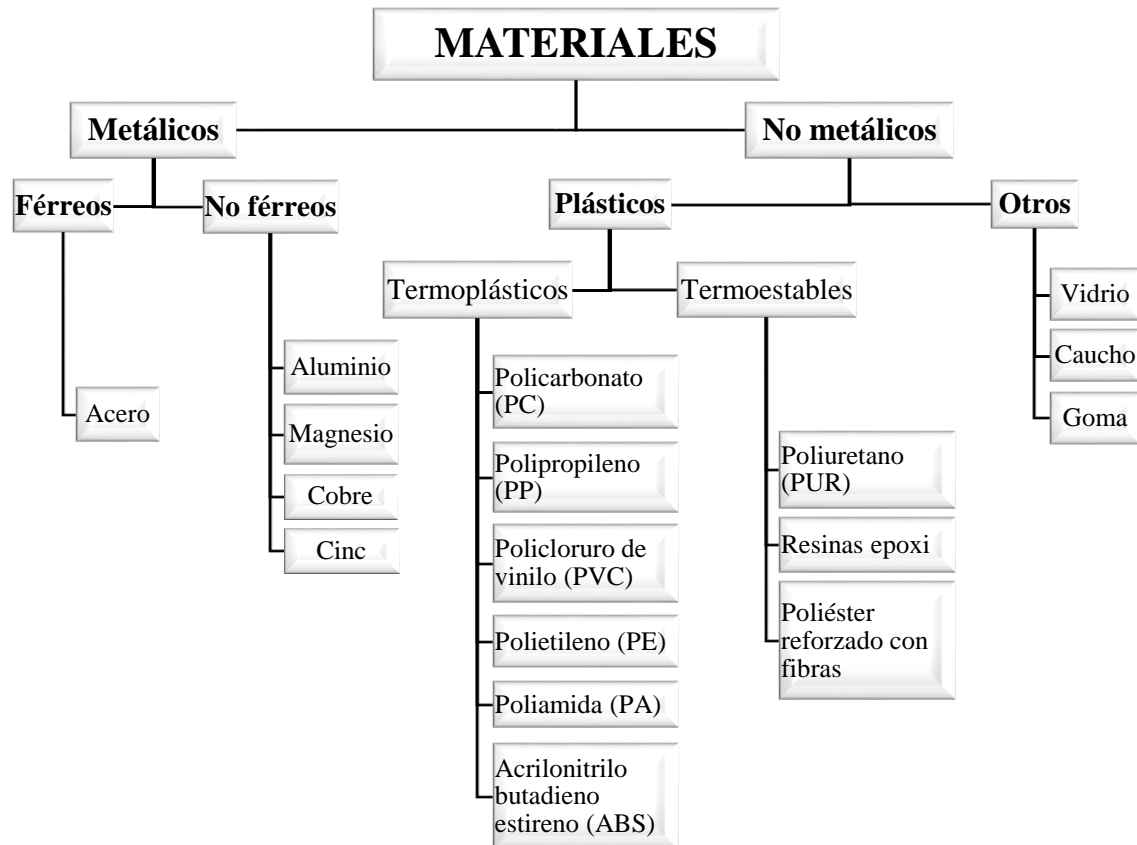 MATERIALES
Metálicos
No metálicos
Férreos
No férreos
Plásticos
Otros
Acero
Aluminio
Magnesio
Cobre
Cinc
Termoplásticos
Termoestables
Policarbonato
(PC)
Polipropileno
(PP)
Policloruro de
vinilo (PVC)
Polietileno (PE)
Poliamida (PA)
Acrilonitrilo
butadieno
estireno (ABS)
Poliuretano
(PUR)
Resinas epoxi
Poliéster
reforzado con
fibras
Vidrio
Caucho
Goma